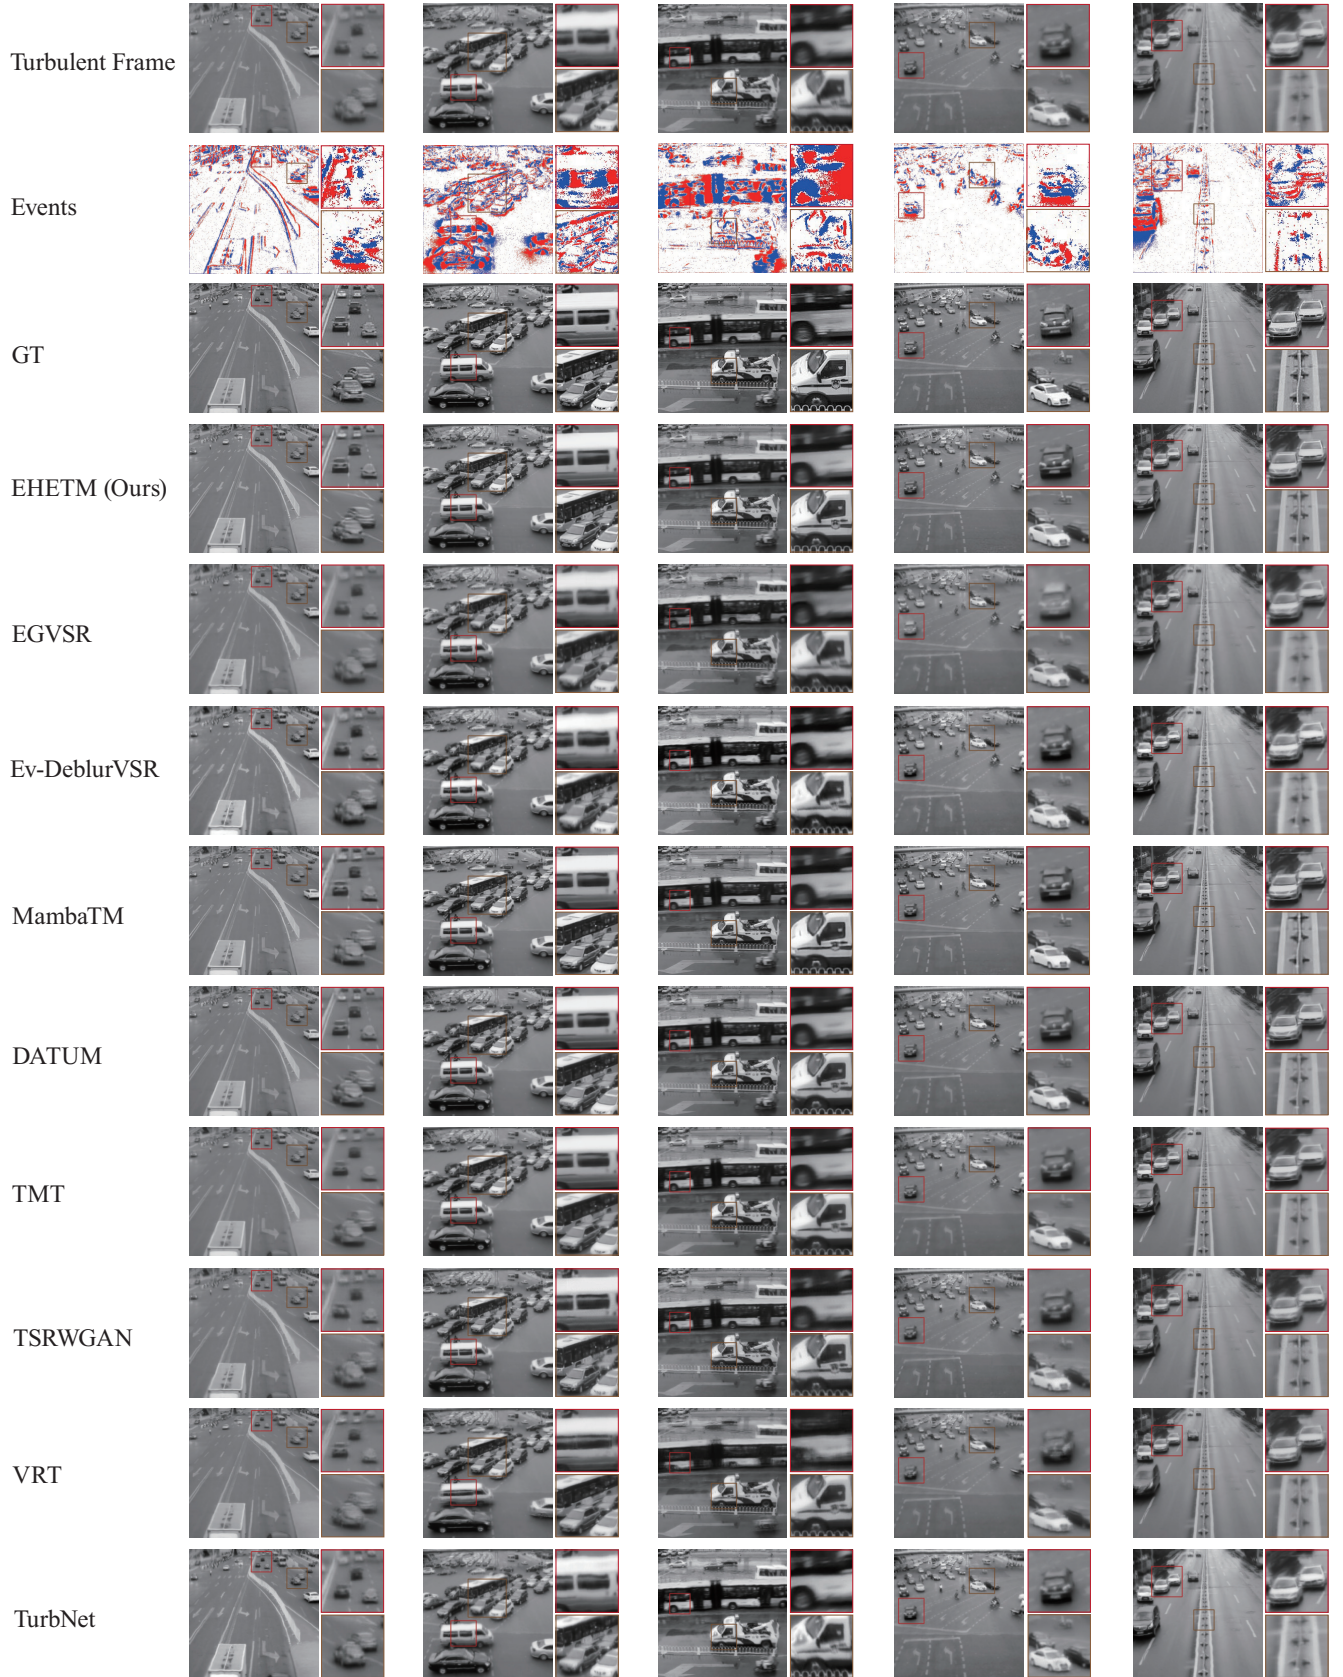 Turbulent Frame
Events
GT
EHETM (Ours)
EGVSR
Ev-DeblurVSR
MambaTM
DATUM
TMT
TSRWGAN
VRT
TurbNet